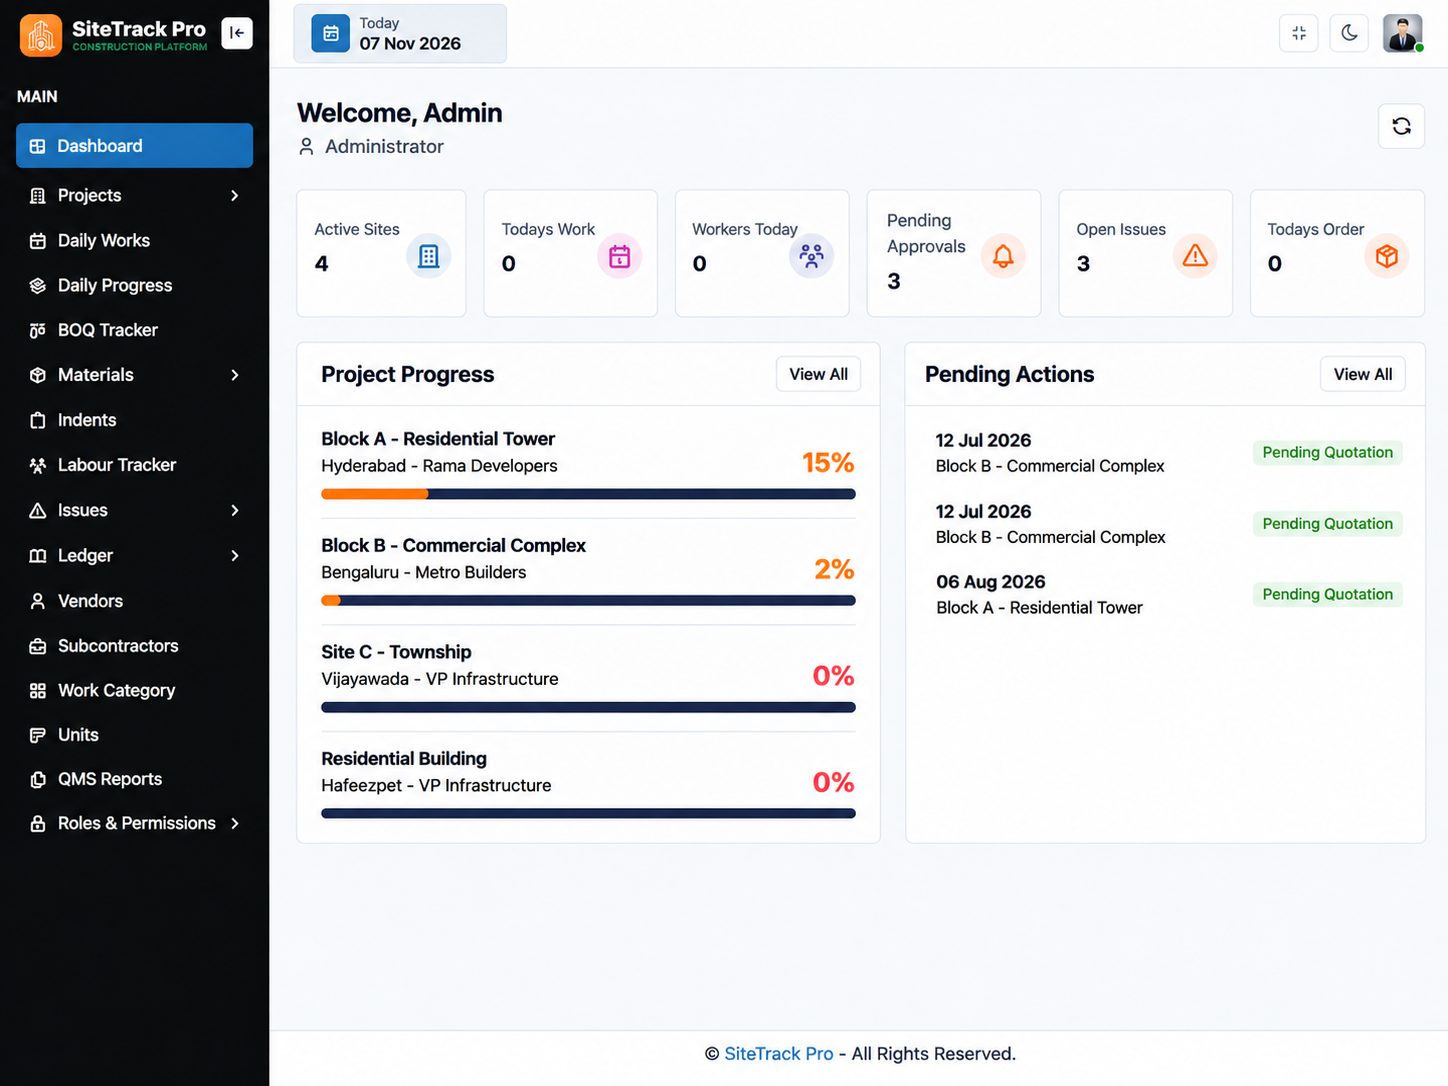 SiteTrack Pro
CONSTRUCTION PLATFORM
MAIN
Dashboard
Projects
Daily Works
Daily Progress
BOQ Tracker
Materials
Indents
Labour Tracker
Issues
Ledger
Vendors
Subcontractors
Work Category
Units
QMS Reports
Roles & Permissions
Today
07 Nov 2026
Welcome, Admin
Administrator
Active Sites
4
Todays Work
0
Workers Today
0
Pending
Approvals
3
Open Issues
3
Todays Order
0
Project Progress
View All
Block A - Residential Tower
Hyderabad - Rama Developers
15%
Block B - Commercial Complex
Bengaluru - Metro Builders
2%
Site C - Township
Vijayawada - VP Infrastructure
0%
Residential Building
Hafeezpet - VP Infrastructure
0%
Pending Actions
View All
12 Jul 2026
Block B - Commercial Complex
Pending Quotation
12 Jul 2026
Block B - Commercial Complex
Pending Quotation
06 Aug 2026
Block A - Residential Tower
Pending Quotation
© SiteTrack Pro - All Rights Reserved.